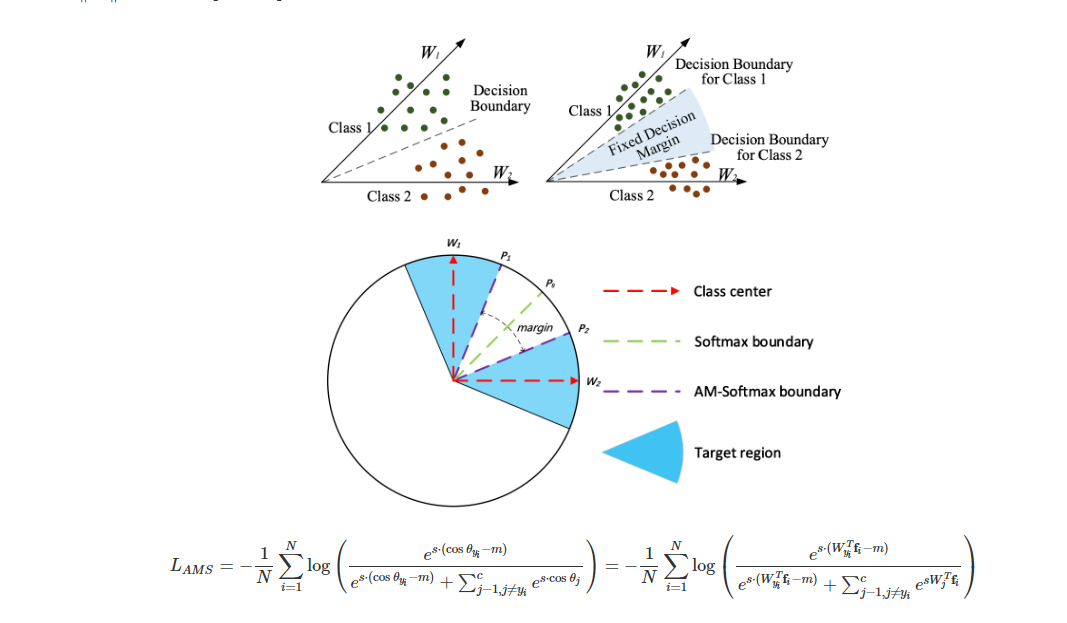 W₁
Decision
Boundary
Class 1
W₂
Class 2
W₁
Decision Boundary
for Class 1
Class 1
Fixed Decision
Margin
Decision Boundary
for Class 2
W₂
Class 2
W₁
P₁
P₀
margin
P₂
W₂
Class center
Softmax boundary
AM-Softmax boundary
Target region
L_{AMS} = -\frac{1}{N} \sum_{i=1}^{N} \log \left( \frac{e^{s \cdot (\cos \theta_{y_i} - m)}}{e^{s \cdot (\cos \theta_{y_i} - m)} + \sum_{j-1, j \neq y_i}^{c} e^{s \cdot \cos \theta_j}} \right) = -\frac{1}{N} \sum_{i=1}^{N} \log \left( \frac{e^{s \cdot (W_{y_i}^T \mathbf{f}_i - m)}}{e^{s \cdot (W_{y_i}^T \mathbf{f}_i - m)} + \sum_{j-1, j \neq y_i}^{c} e^{s W_j^T \mathbf{f}_i}} \right)